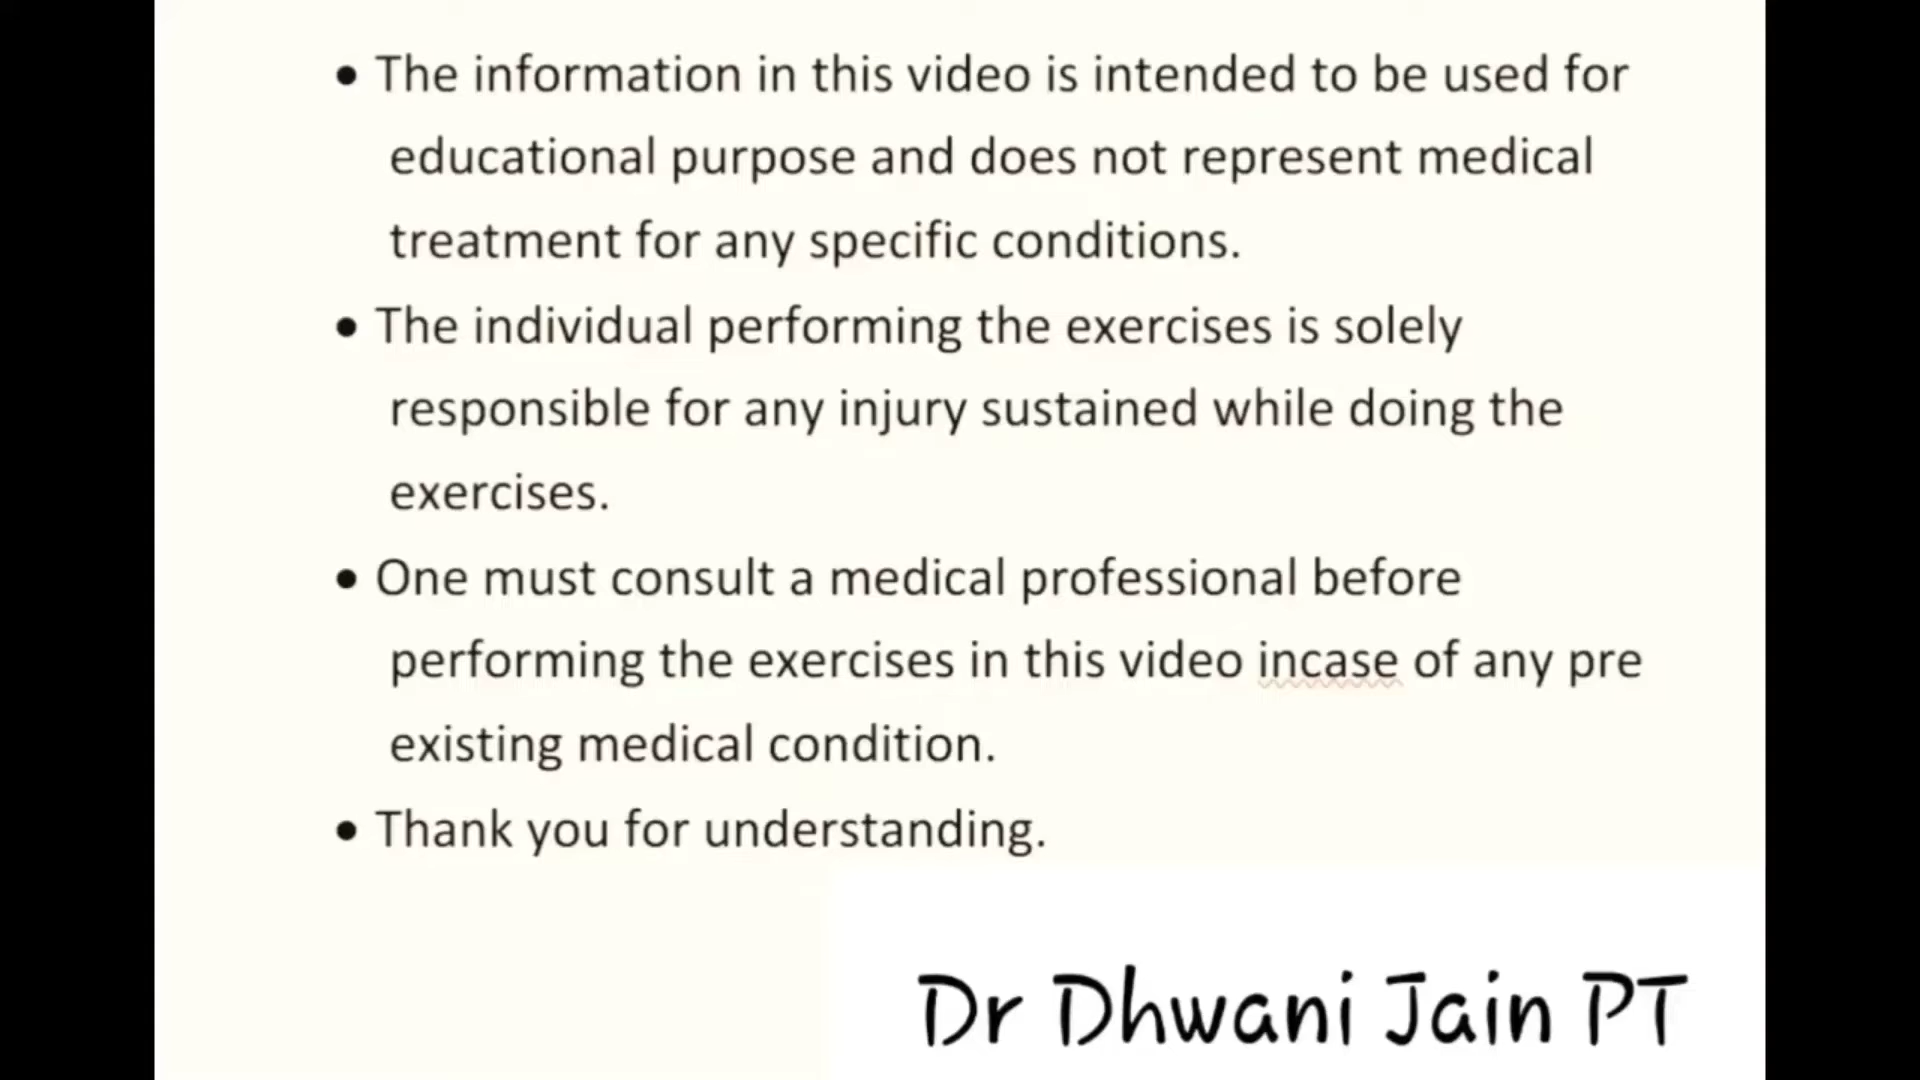 • The information in this video is intended to be used for
educational purpose and does not represent medical
treatment for any specific conditions.
• The individual performing the exercises is solely
responsible for any injury sustained while doing the
exercises.
• One must consult a medical professional before
performing the exercises in this video incase of any pre
existing medical condition.
• Thank you for understanding.
Dr Dhwani Jain PT